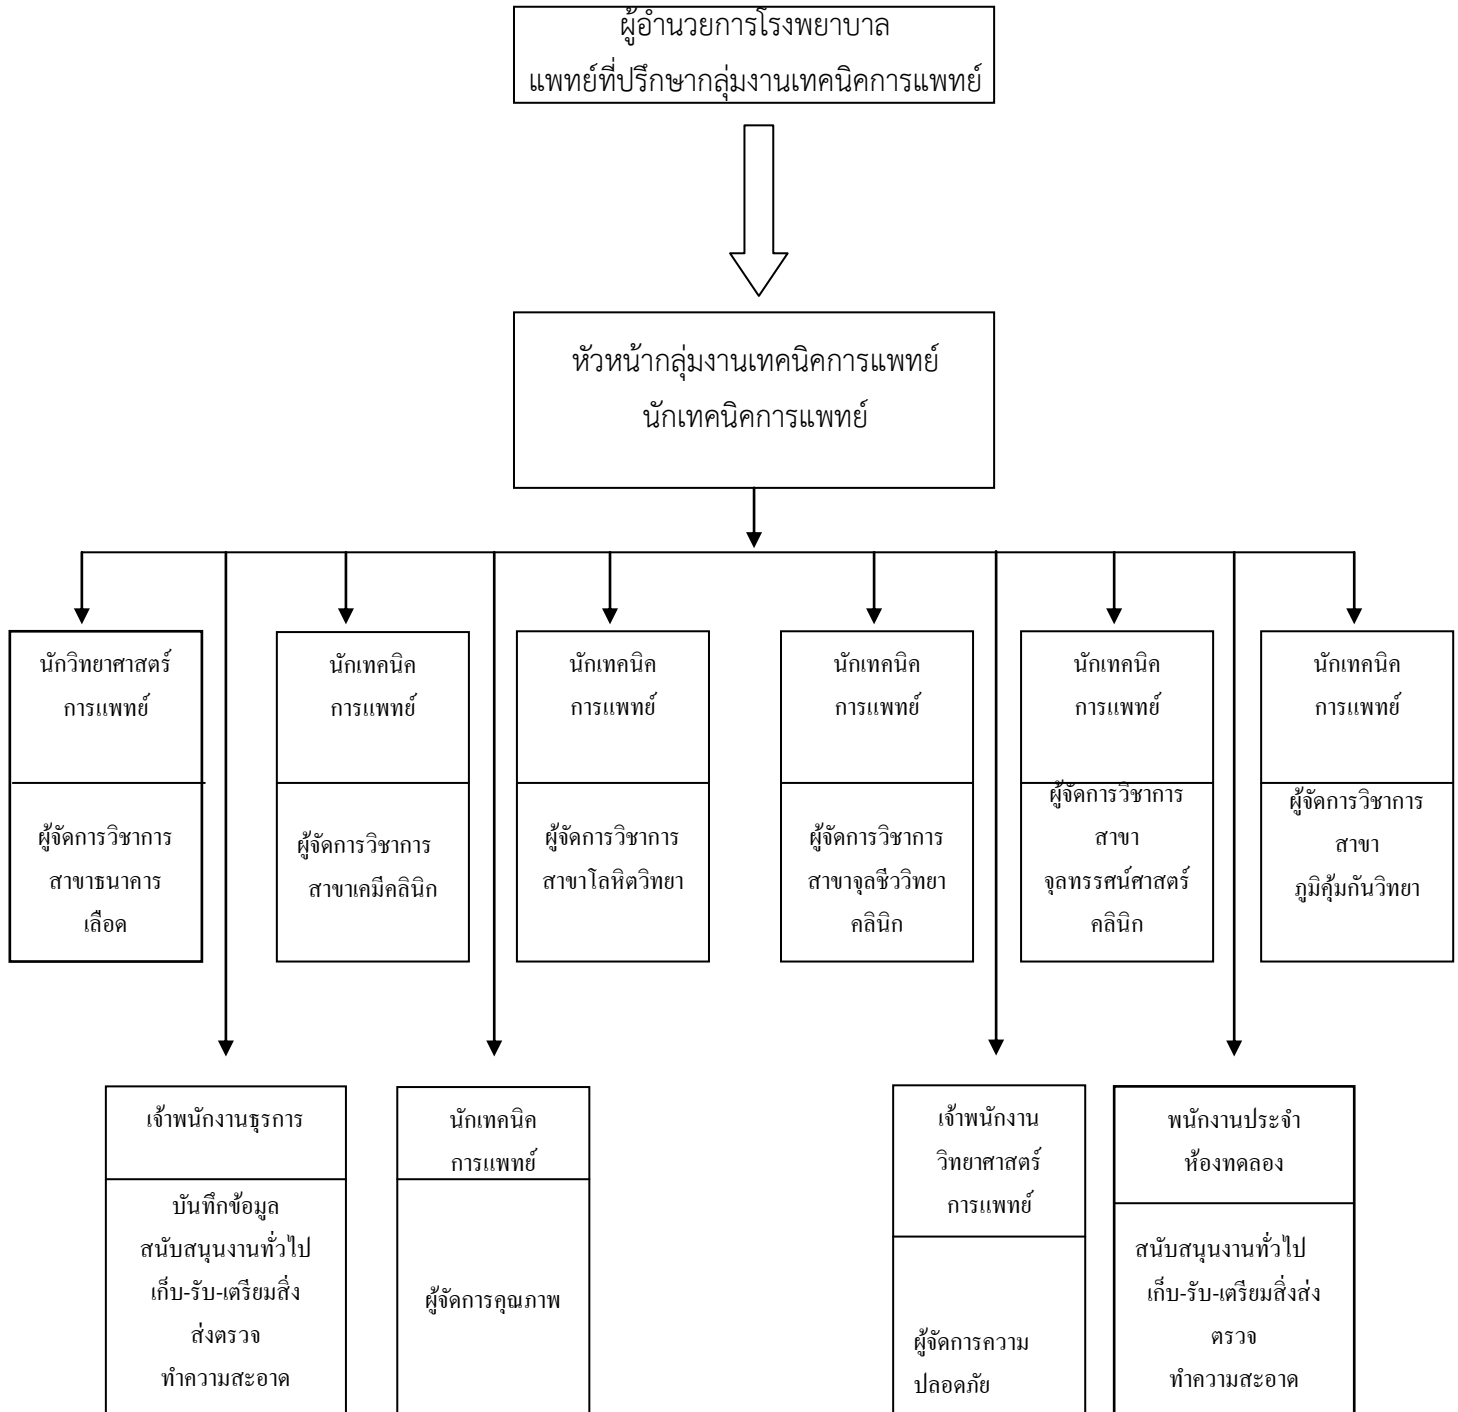 ผู้อำนวยการโรงพยาบาล
แพทย์ที่ปรึกษากลุ่มงานเทคนิคการแพทย์
หัวหน้ากลุ่มงานเทคนิคการแพทย์
นักเทคนิคการแพทย์
นักวิทยาศาสตร์
การแพทย์
ผู้จัดการวิชาการ
สาขาธนาคาร
เลือด
นักเทคนิค
การแพทย์
ผู้จัดการวิชาการ
สาขาเคมีคลินิก
นักเทคนิค
การแพทย์
ผู้จัดการวิชาการ
สาขาโลหิตวิทยา
นักเทคนิค
การแพทย์
ผู้จัดการวิชาการ
สาขาจุลชีววิทยา
คลินิก
นักเทคนิค
การแพทย์
ผู้จัดการวิชาการ
สาขา
จุลทรรศน์ศาสตร์
คลินิก
นักเทคนิค
การแพทย์
ผู้จัดการวิชาการ
สาขา
ภูมิคุ้มกันวิทยา
เจ้าพนักงานธุรการ
บันทึกข้อมูล
สนับสนุนงานทั่วไป
เก็บ-รับ-เตรียมสิ่ง
ส่งตรวจ
ทำความสะอาด
นักเทคนิค
การแพทย์
ผู้จัดการคุณภาพ
เจ้าพนักงาน
วิทยาศาสตร์
การแพทย์
ผู้จัดการความ
ปลอดภัย
พนักงานประจำ
ห้องทดลอง
สนับสนุนงานทั่วไป
เก็บ-รับ-เตรียมสิ่งส่ง
ตรวจ
ทำความสะอาด